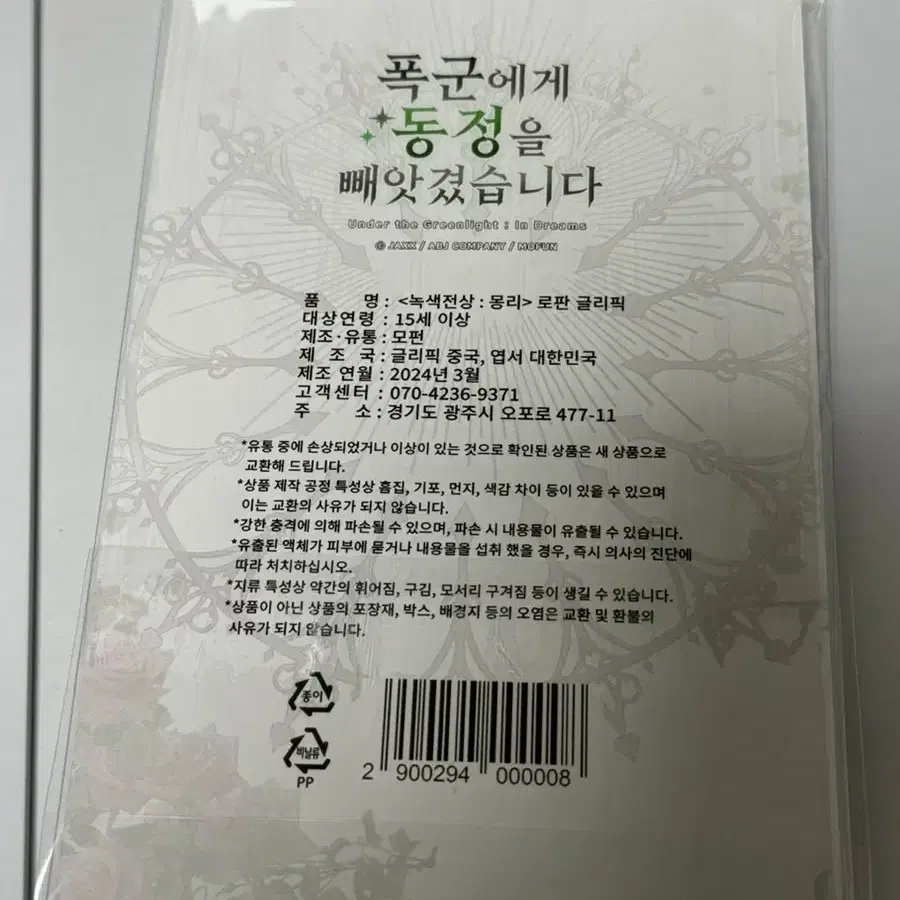 폭군에게
동정을
빼앗겼습니다
Under the Greenlight : In Dreams
© JAXX / ABJ COMPANY / MOFUN
품 명 : <녹색전상 : 몽리> 로판 글리픽
대상연령 : 15세 이상
제조·유통 : 모펀
제 조 국 : 글리픽 중국, 엽서 대한민국
제조 연월 : 2024년 3월
고객센터 : 070-4236-9371
주 소 : 경기도 광주시 오포로 477-11
*유통 중에 손상되었거나 이상이 있는 것으로 확인된 상품은 새 상품으로
교환해 드립니다.
*상품 제작 공정 특성상 흠집, 기포, 먼지, 색감 차이 등이 있을 수 있으며
이는 교환의 사유가 되지 않습니다.
*강한 충격에 의해 파손될 수 있으며, 파손 시 내용물이 유출될 수 있습니다.
*유출된 액체가 피부에 묻거나 내용물을 섭취 했을 경우, 즉시 의사의 진단에
따라 처치하십시오.
*지류 특성상 약간의 휘어짐, 구김, 모서리 구겨짐 등이 생길 수 있습니다.
*상품이 아닌 상품의 포장재, 박스, 배경지 등의 오염은 교환 및 환불의
사유가 되지 않습니다.
종이
비닐류
PP
2 900294 000008